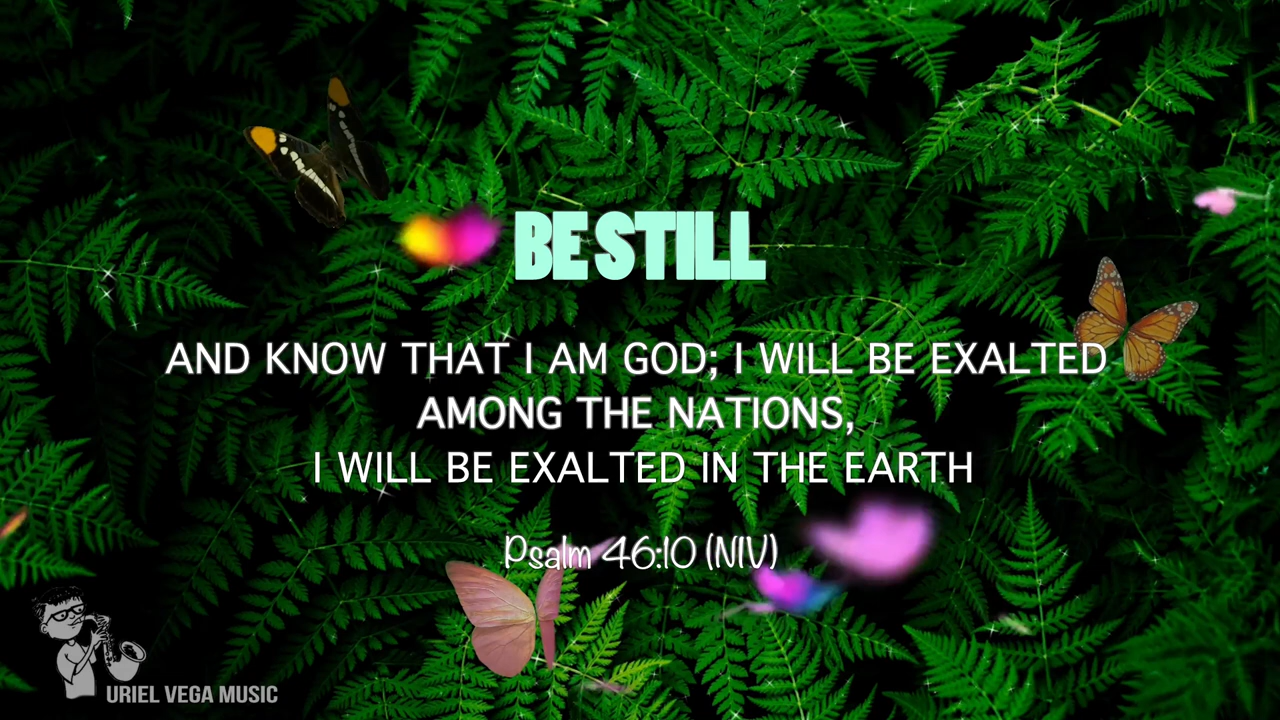 BE STILL
AND KNOW THAT I AM GOD; I WILL BE EXALTED
AMONG THE NATIONS,
I WILL BE EXALTED IN THE EARTH
Psalm 46:10 (NIV)
URIEL VEGA MUSIC